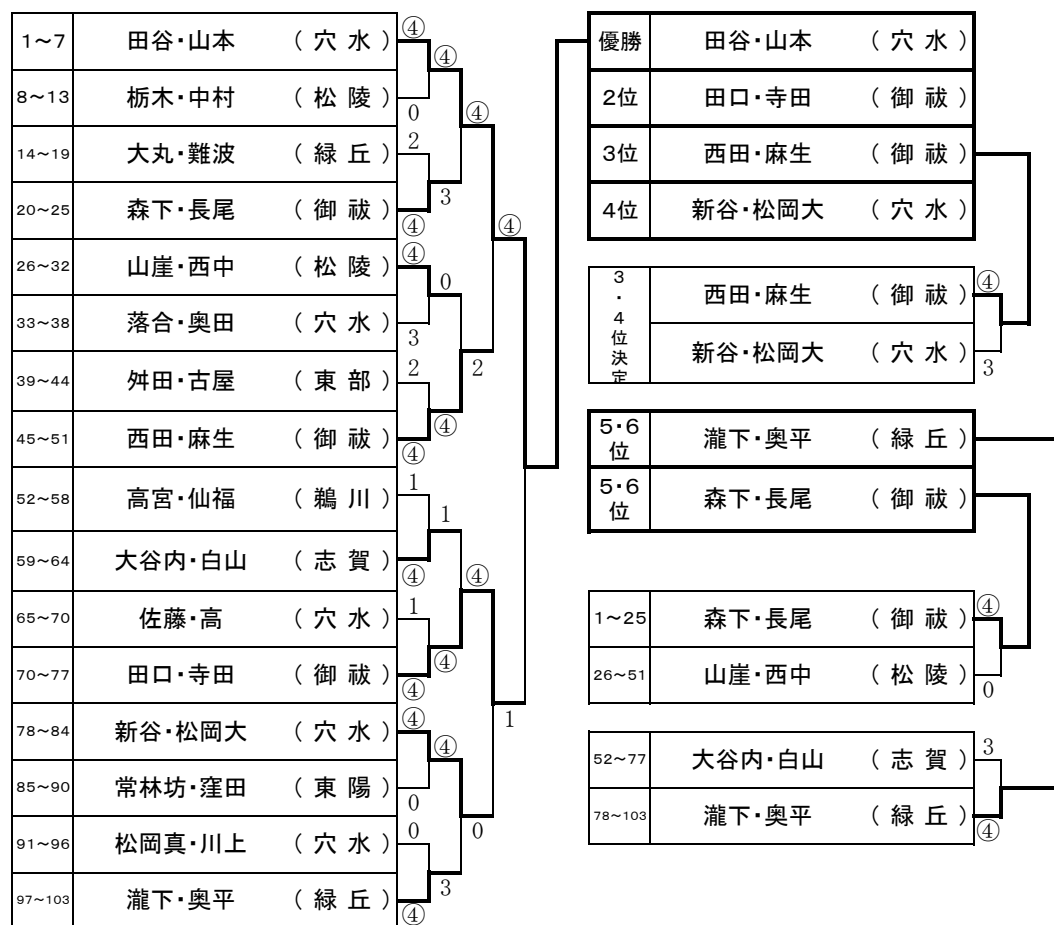 1～7 田谷・山本 （ 穴 水 ） ④
④
8～13 栃木・中村 （ 松 陵 ） 0
④
14～19 大丸・難波 （ 緑 丘 ） 2
3
20～25 森下・長尾 （ 御 祓 ） ④
④
26～32 山崖・西中 （ 松 陵 ） ④
0
33～38 落合・奥田 （ 穴 水 ） 3
2
39～44 舛田・古屋 （ 東 部 ） 2
④
45～51 西田・麻生 （ 御 祓 ） ④
52～58 高宮・仙福 （ 鵜 川 ） 1
1
59～64 大谷内・白山 （ 志 賀 ） ④
④
65～70 佐藤・高 （ 穴 水 ） 1
④
70～77 田口・寺田 （ 御 祓 ） ④
1
78～84 新谷・松岡大 （ 穴 水 ） ④
④
85～90 常林坊・窪田 （ 東 陽 ） 0
0
91～96 松岡真・川上 （ 穴 水 ） 0
3
97～103 瀧下・奥平 （ 緑 丘 ） ④
優勝 田谷・山本 （ 穴 水 ）
2位 田口・寺田 （ 御 祓 ）
3位 西田・麻生 （ 御 祓 ）
4位 新谷・松岡大 （ 穴 水 ）
3・4位決定
西田・麻生 （ 御 祓 ） ④
新谷・松岡大 （ 穴 水 ） 3
5・6位 瀧下・奥平 （ 緑 丘 ）
5・6位 森下・長尾 （ 御 祓 ）
1～25 森下・長尾 （ 御 祓 ） ④
26～51 山崖・西中 （ 松 陵 ） 0
52～77 大谷内・白山 （ 志 賀 ） 3
78～103 瀧下・奥平 （ 緑 丘 ） ④